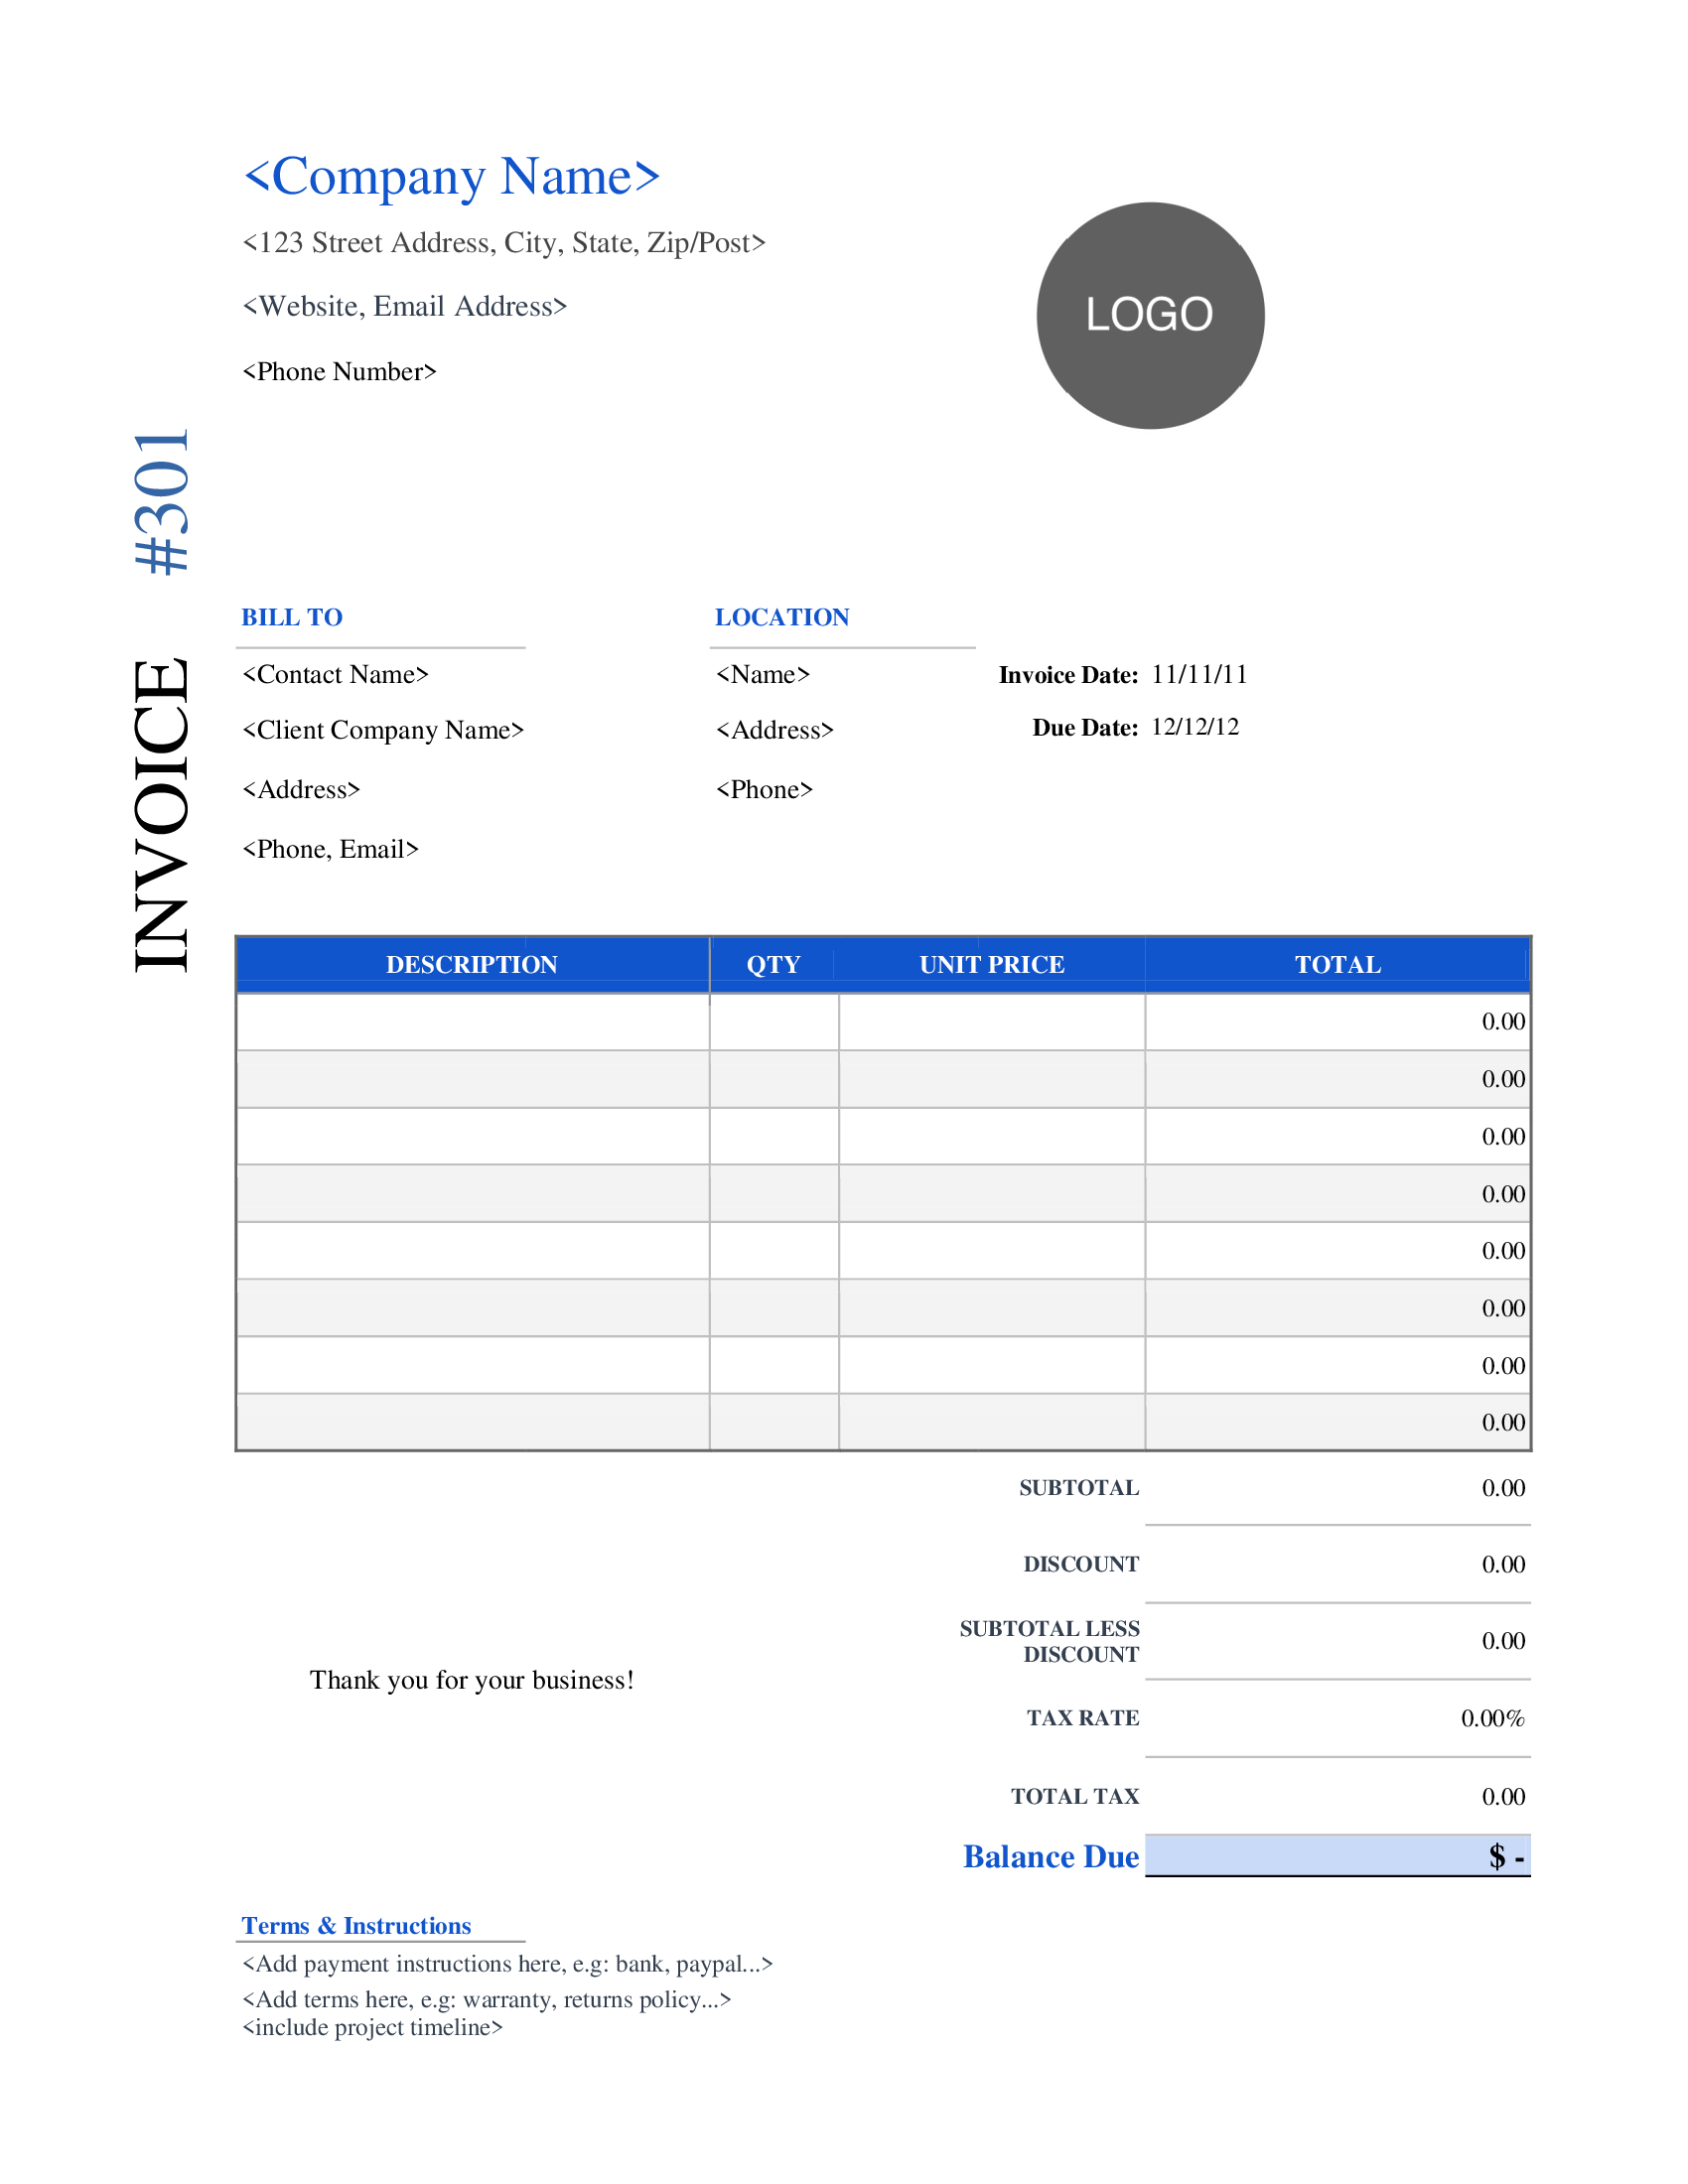 <Company Name>
<123 Street Address, City, State, Zip/Post>
<Website, Email Address>
<Phone Number>
LOGO
INVOICE #301
BILL TO
<Contact Name>
<Client Company Name>
<Address>
<Phone, Email>
LOCATION
<Name>
<Address>
<Phone>
Invoice Date: 11/11/11
Due Date: 12/12/12
DESCRIPTION QTY UNIT PRICE TOTAL
0.00
0.00
0.00
0.00
0.00
0.00
0.00
0.00
SUBTOTAL 0.00
DISCOUNT 0.00
SUBTOTAL LESS
DISCOUNT 0.00
Thank you for your business!
TAX RATE 0.00%
TOTAL TAX 0.00
Balance Due $ -
Terms & Instructions
<Add payment instructions here, e.g: bank, paypal...>
<Add terms here, e.g: warranty, returns policy...>
<include project timeline>